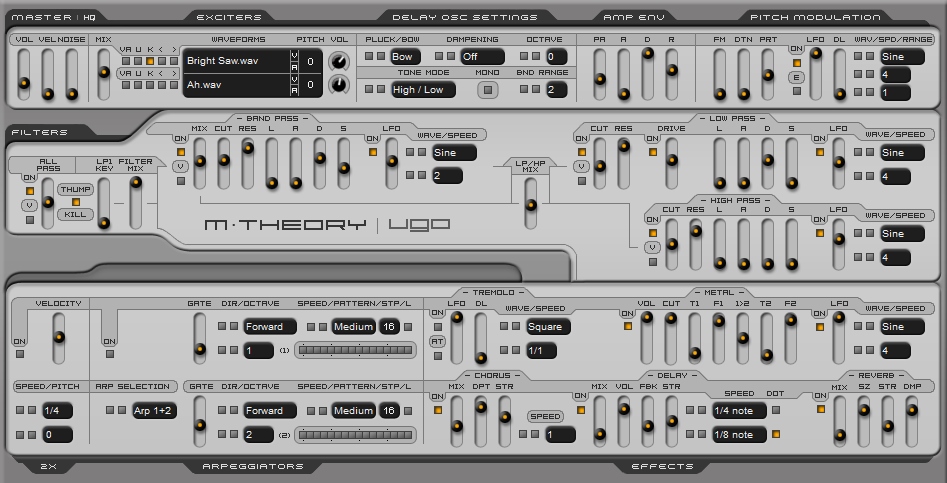 MASTER | HQ EXCITERS DELAY OSC SETTINGS AMP ENV PITCH MODULATION
VOL VEL NOISE MIX WAVEFORMS PITCH VOL PLUCK/BOW DAMPENING OCTAVE PA A D R FM DTN PRT ON LFO DL WAV/SPD/RANGE
VA U K < > Bright Saw.wav V A 0 Bow Off 0 Sine
TONE MODE MONO BND RANGE E 4
VA U K < > Ah.wav V A 0 High / Low 2 1
FILTERS
BAND PASS
ON MIX CUT RES L A D S LFO ON WAVE/SPEED
V Sine
2
LOW PASS
ON CUT RES DRIVE L A D S LFO WAVE/SPEED
V ON ON Sine
4
ALL PASS LP1 FILTER
ON KEY MIX
V THUMP
KILL
LP/HP MIX
M·THEORY | ugo
HIGH PASS
ON CUT RES L A D S ON LFO WAVE/SPEED
V Sine
4
VELOCITY GATE DIR/OCTAVE SPEED/PATTERN/STP/L
ON ON Forward Medium 16
1 (1)
TREMOLO
LFO DL WAVE/SPEED
ON Square
AT 1/1
METAL
ON VOL CUT T1 F1 1>2 T2 F2 ON LFO WAVE/SPEED
Sine
4
SPEED/PITCH ARP SELECTION GATE DIR/OCTAVE SPEED/PATTERN/STP/L
1/4 Arp 1+2 Forward Medium 16
0 2 (2)
CHORUS
ON MIX DPT STR
SPEED 1
DELAY
ON MIX VOL FBK STR SPEED DOT
1/4 note
1/8 note
REVERB
ON MIX SZ STR DMP
2X ARPEGGIATORS EFFECTS